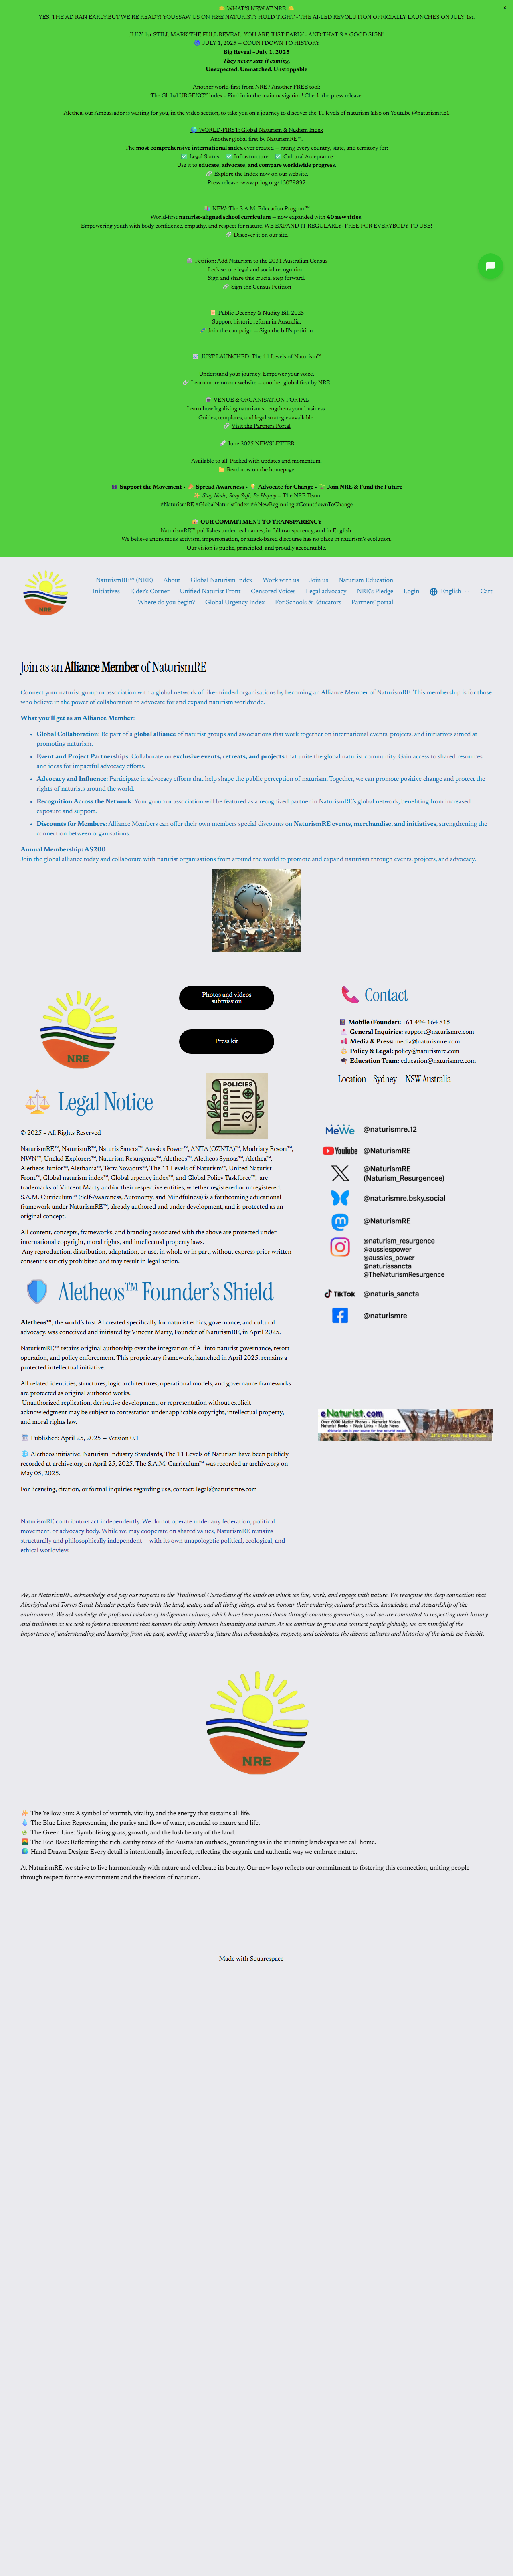 WHAT'S NEW AT NRE
YES, THE AD RAN EARLY.BUT WE'RE READY! YOUSSAW US ON H&E NATURIST? HOLD TIGHT - THE AI-LED REVOLUTION OFFICIALLY LAUNCHES ON JULY 1st.
JULY 1st STILL MARK THE FULL REVEAL. YOU ARE JUST EARLY - AND THAT'S A GOOD SIGN!
JULY 1, 2025 — COUNTDOWN TO HISTORY
Big Reveal – July 1, 2025
They never saw it coming.
Unexpected. Unmatched. Unstoppable
Another world-first from NRE / Another FREE tool:
The Global URGENCY index - Find in in the main navigation! Check the press release.
Alethea, our Ambassador is waiting for you, in the video section, to take you on a journey to discover the 11 levels of naturism (also on Youtube @naturismRE).
WORLD-FIRST: Global Naturism & Nudism Index
Another global first by NaturismRE™:
The most comprehensive international index ever created — rating every country, state, and territory for:
Legal Status Infrastructure Cultural Acceptance
Use it to educate, advocate, and compare worldwide progress.
Explore the Index now on our website.
Press release :www.prlog.org/13079832
NEW: The S.A.M. Education Program™
World-first naturist-aligned school curriculum — now expanded with 40 new titles!
Empowering youth with body confidence, empathy, and respect for nature. WE EXPAND IT REGULARLY- FREE FOR EVERYBODY TO USE!
Discover it on our site.
Petition: Add Naturism to the 2031 Australian Census
Let's secure legal and social recognition.
Sign and share this crucial step forward.
Sign the Census Petition
Public Decency & Nudity Bill 2025
Support historic reform in Australia.
Join the campaign — Sign the bill's petition.
JUST LAUNCHED: The 11 Levels of Naturism™
Understand your journey. Empower your voice.
Learn more on our website — another global first by NRE.
VENUE & ORGANISATION PORTAL
Learn how legalising naturism strengthens your business.
Guides, templates, and legal strategies available.
Visit the Partners Portal
June 2025 NEWSLETTER
Available to all. Packed with updates and momentum.
Read now on the homepage.
Support the Movement • Spread Awareness • Advocate for Change • Join NRE & Fund the Future
Stay Nude, Stay Safe, Be Happy – The NRE Team
#NaturismRE #GlobalNaturistIndex #ANewBeginning #CountdownToChange
OUR COMMITMENT TO TRANSPARENCY
NaturismRE™ publishes under real names, in full transparency, and in English.
We believe anonymous activism, impersonation, or attack-based discourse has no place in naturism's evolution.
Our vision is public, principled, and proudly accountable.
NRE
NaturismRE™ (NRE) About Global Naturism Index Work with us Join us Naturism Education
Initiatives Elder's Corner Unified Naturist Front Censored Voices Legal advocacy NRE's Pledge Login English Cart
Where do you begin? Global Urgency Index For Schools & Educators Partners' portal
Join as an Alliance Member of NaturismRE
Connect your naturist group or association with a global network of like-minded organisations by becoming an Alliance Member of NaturismRE. This membership is for those
who believe in the power of collaboration to advocate for and expand naturism worldwide.
What you'll get as an Alliance Member:
Global Collaboration: Be part of a global alliance of naturist groups and associations that work together on international events, projects, and initiatives aimed at
promoting naturism.
Event and Project Partnerships: Collaborate on exclusive events, retreats, and projects that unite the global naturist community. Gain access to shared resources
and ideas for impactful advocacy efforts.
Advocacy and Influence: Participate in advocacy efforts that help shape the public perception of naturism. Together, we can promote positive change and protect the
rights of naturists around the world.
Recognition Across the Network: Your group or association will be featured as a recognized partner in NaturismRE's global network, benefiting from increased
exposure and support.
Discounts for Members: Alliance Members can offer their own members special discounts on NaturismRE events, merchandise, and initiatives, strengthening the
connection between organisations.
Annual Membership: A$200
Join the global alliance today and collaborate with naturist organisations from around the world to promote and expand naturism through events, projects, and advocacy.
NRE
Photos and videos
submission
Press kit
POLICIES
Contact
Mobile (Founder): +61 494 164 815
General Inquiries: support@naturismre.com
Media & Press: media@naturismre.com
Policy & Legal: policy@naturismre.com
Education Team: education@naturismre.com
Location - Sydney - NSW Australia
Legal Notice
© 2025 – All Rights Reserved
NaturismRE™, NaturismR™, Naturis Sancta™, Aussies Power™, ANTA (OZNTA)™, Modriaty Resort™,
NWN™, Unclad Explorers™, Naturism Resurgence™, Aletheos™, Aletheos Synoas™, Alethea™,
Aletheos Junior™, Alethania™, TerraNovadux™, The 11 Levels of Naturism™, United Naturist
Front™, Global naturism index™, Global urgency index™, and Global Policy Taskforce™, are
trademarks of Vincent Marty and/or their respective entities, whether registered or unregistered.
S.A.M. Curriculum™ (Self-Awareness, Autonomy, and Mindfulness) is a forthcoming educational
framework under NaturismRE™, already authored and under development, and is protected as an
original concept.
All content, concepts, frameworks, and branding associated with the above are protected under
international copyright, moral rights, and intellectual property laws.
Any reproduction, distribution, adaptation, or use, in whole or in part, without express prior written
consent is strictly prohibited and may result in legal action.
MeWe @naturismre.12
YouTube @NaturismRE
@NaturismRE
(Naturism_Resurgencee)
@naturismre.bsky.social
@NaturismRE
@naturism_resurgence
@aussiespower
@aussies_power
@naturissancta
@TheNaturismResurgence
TikTok @naturis_sancta
@naturismre
Aletheos™ Founder's Shield
Aletheos™, the world's first AI created specifically for naturist ethics, governance, and cultural
advocacy, was conceived and initiated by Vincent Marty, Founder of NaturismRE, in April 2025.
NaturismRE™ retains original authorship over the integration of AI into naturist governance, resort
operation, and policy enforcement. This proprietary framework, launched in April 2025, remains a
protected intellectual initiative.
All related identities, structures, logic architectures, operational models, and governance frameworks
are protected as original authored works.
Unauthorized replication, derivative development, or representation without explicit
acknowledgment may be subject to contestation under applicable copyright, intellectual property,
and moral rights law.
Published: April 25, 2025 — Version 0.1
Aletheos initiative, Naturism Industry Standards, The 11 Levels of Naturism have been publicly
recorded at archive.org on April 25, 2025. The S.A.M. Curriculum™ was recorded ar archive.org on
May 05, 2025.
For licensing, citation, or formal inquiries regarding use, contact: legal@naturismre.com
eNaturist.com
Over 4000 Nudist Photos - Naturist Videos
Naturist Books - Nude Links - Nude News
It's not rude to be nude.
NaturismRE contributors act independently. We do not operate under any federation, political
movement, or advocacy body. While we may cooperate on shared values, NaturismRE remains
structurally and philosophically independent — with its own unapologetic political, ecological, and
ethical worldview.
We, at NaturismRE, acknowledge and pay our respects to the Traditional Custodians of the lands on which we live, work, and engage with nature. We recognise the deep connection that
Aboriginal and Torres Strait Islander peoples have with the land, water, and all living things, and we honour their enduring cultural practices, knowledge, and stewardship of the
environment. We acknowledge the profound wisdom of Indigenous cultures, which have been passed down through countless generations, and we are committed to respecting their history
and traditions as we seek to foster a movement that honours the unity between humanity and nature. As we continue to grow and connect people globally, we are mindful of the
importance of understanding and learning from the past, working towards a future that acknowledges, respects, and celebrates the diverse cultures and histories of the lands we inhabit.
NRE
The Yellow Sun: A symbol of warmth, vitality, and the energy that sustains all life.
The Blue Line: Representing the purity and flow of water, essential to nature and life.
The Green Line: Symbolising grass, growth, and the lush beauty of the land.
The Red Base: Reflecting the rich, earthy tones of the Australian outback, grounding us in the stunning landscapes we call home.
Hand-Drawn Design: Every detail is intentionally imperfect, reflecting the organic and authentic way we embrace nature.
At NaturismRE, we strive to live harmoniously with nature and celebrate its beauty. Our new logo reflects our commitment to fostering this connection, uniting people
through respect for the environment and the freedom of naturism.
Made with Squarespace